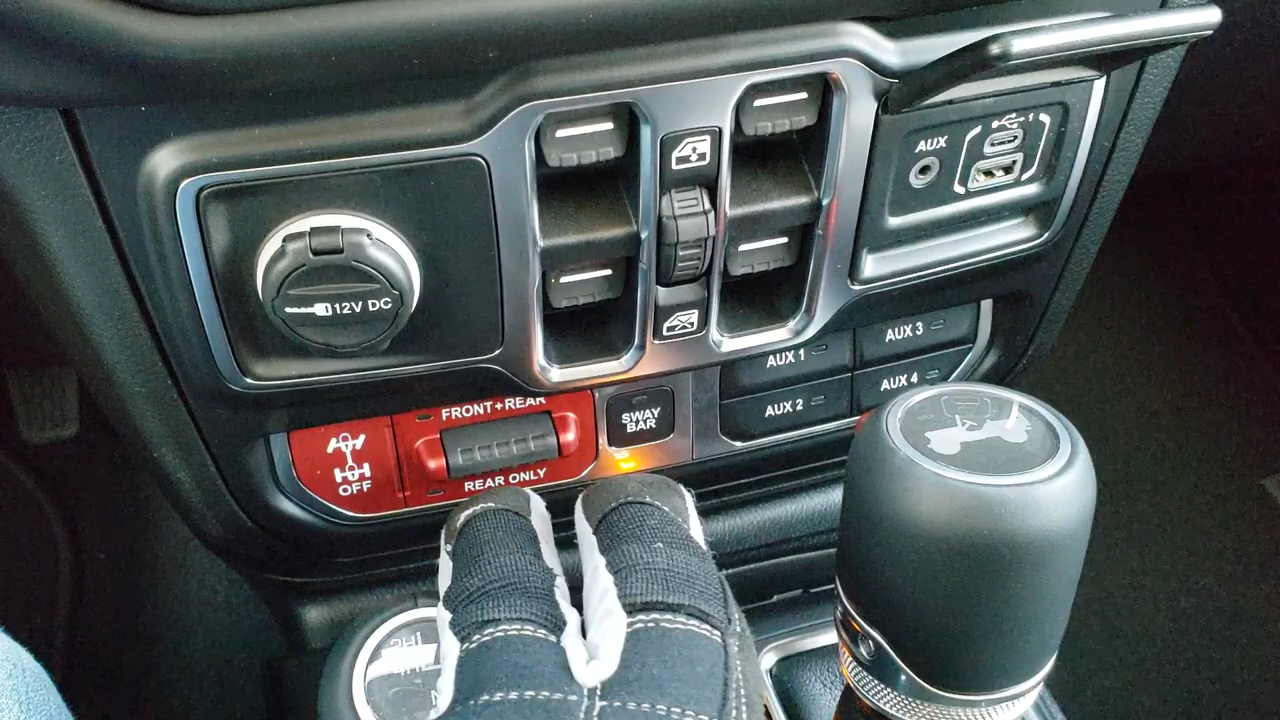 AUX
1
12V DC
AUX 1
AUX 3
AUX 2
AUX 4
FRONT+REAR
SWAY
BAR
OFF
REAR ONLY